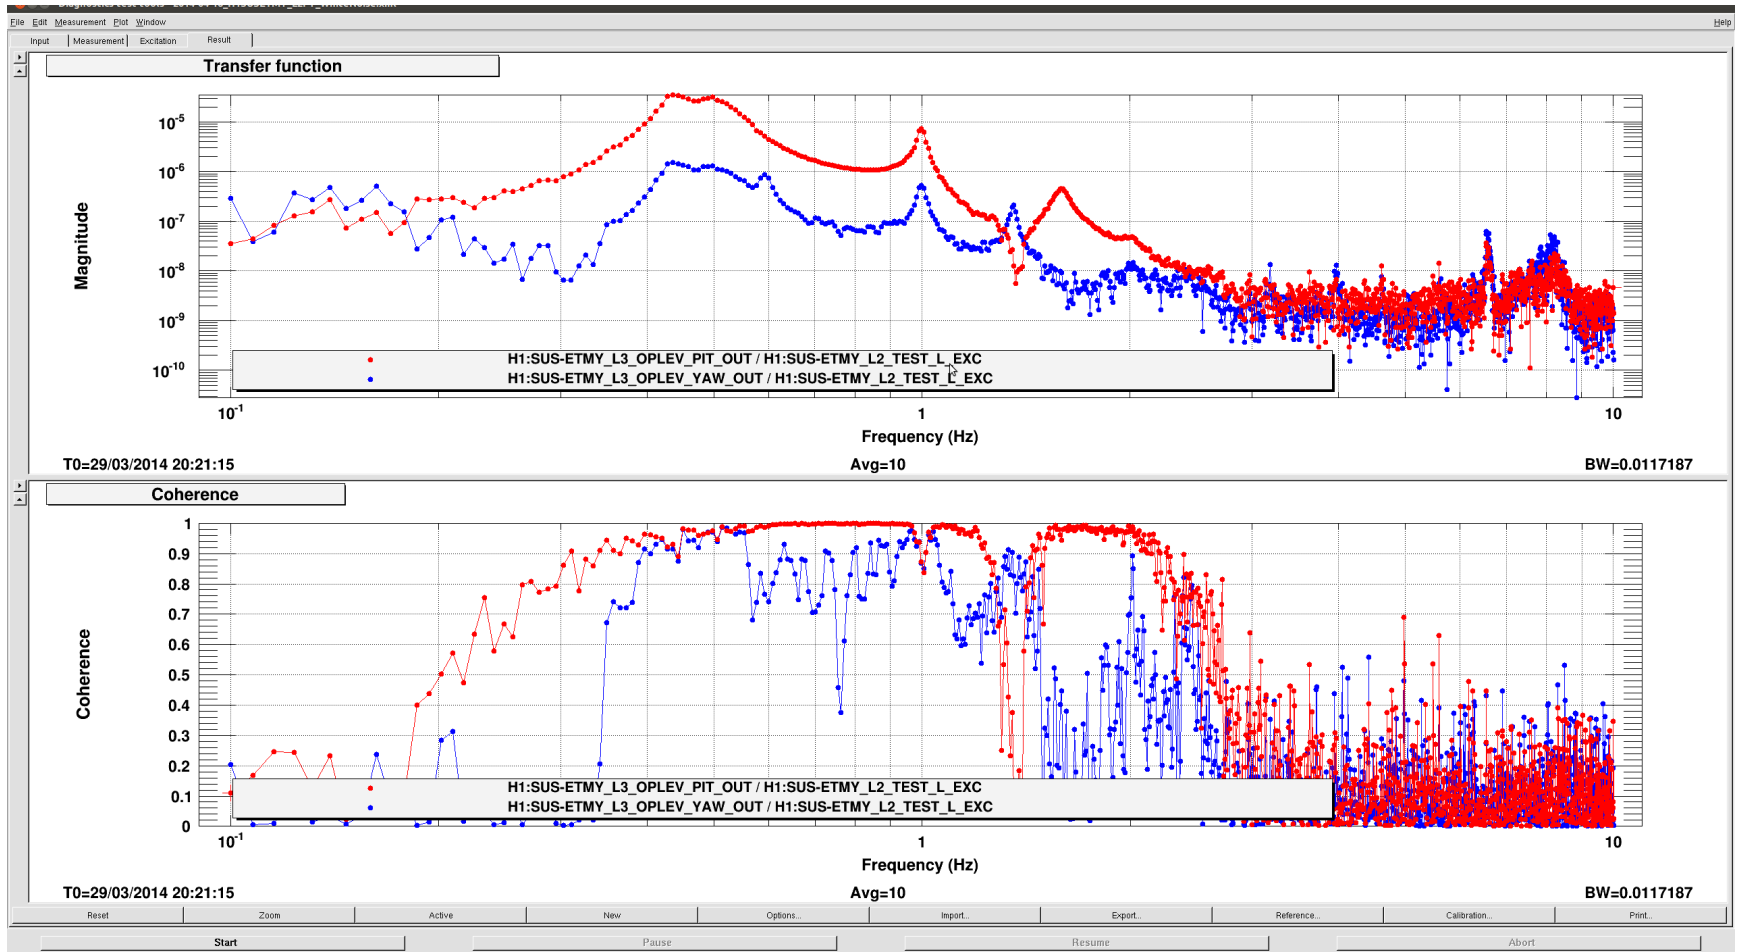 File Edit Measurement Plot Window Help
Input Measurement Excitation Result
Transfer function
Magnitude
10^-5
10^-6
10^-7
10^-8
10^-9
10^-10
H1:SUS-ETMY_L3_OPLEV_PIT_OUT / H1:SUS-ETMY_L2_TEST_L_EXC
H1:SUS-ETMY_L3_OPLEV_YAW_OUT / H1:SUS-ETMY_L2_TEST_L_EXC
10^-1 1 10
Frequency (Hz)
T0=29/03/2014 20:21:15 Avg=10 BW=0.0117187
Coherence
Coherence
1
0.9
0.8
0.7
0.6
0.5
0.4
0.3
0.2
0.1
0
H1:SUS-ETMY_L3_OPLEV_PIT_OUT / H1:SUS-ETMY_L2_TEST_L_EXC
H1:SUS-ETMY_L3_OPLEV_YAW_OUT / H1:SUS-ETMY_L2_TEST_L_EXC
10^-1 1 10
Frequency (Hz)
T0=29/03/2014 20:21:15 Avg=10 BW=0.0117187
Reset Zoom Active New Options... Import... Export... Reference... Calibration... Print...
Start Pause Resume Abort